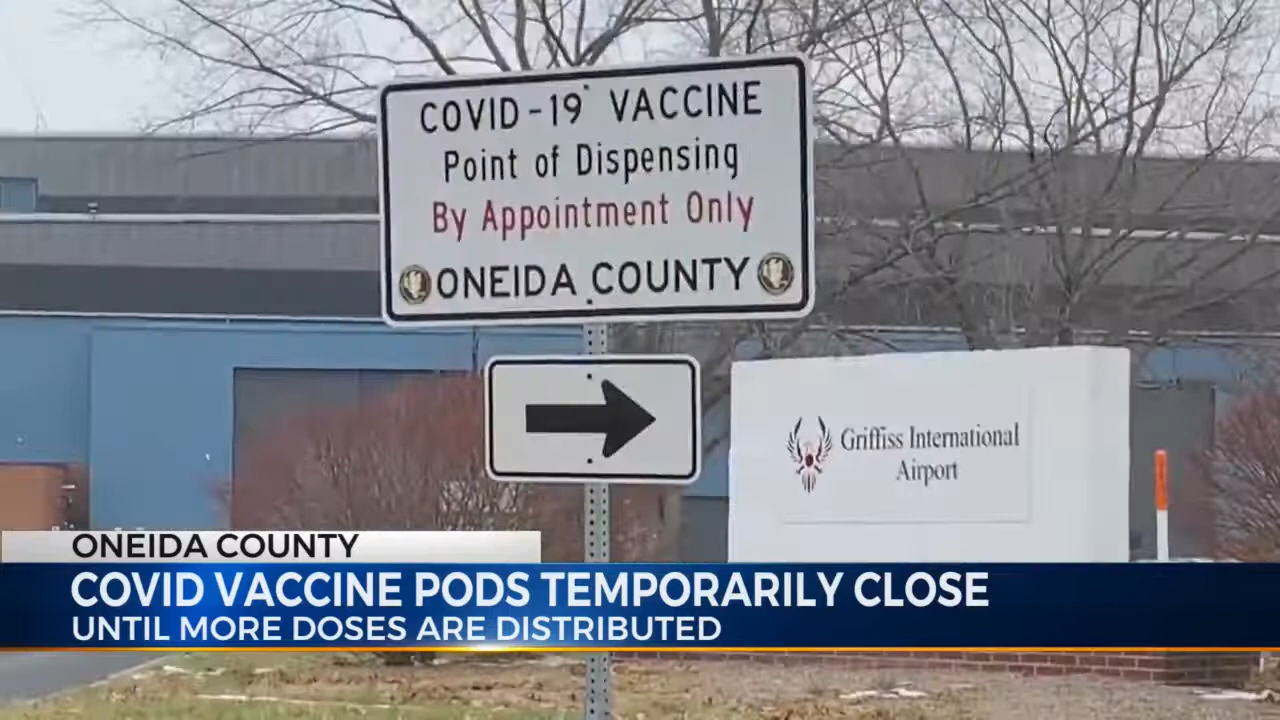 COVID-19 VACCINE
Point of Dispensing
By Appointment Only
ONEIDA COUNTY
Griffiss International
Airport
ONEIDA COUNTY
COVID VACCINE PODS TEMPORARILY CLOSE
UNTIL MORE DOSES ARE DISTRIBUTED